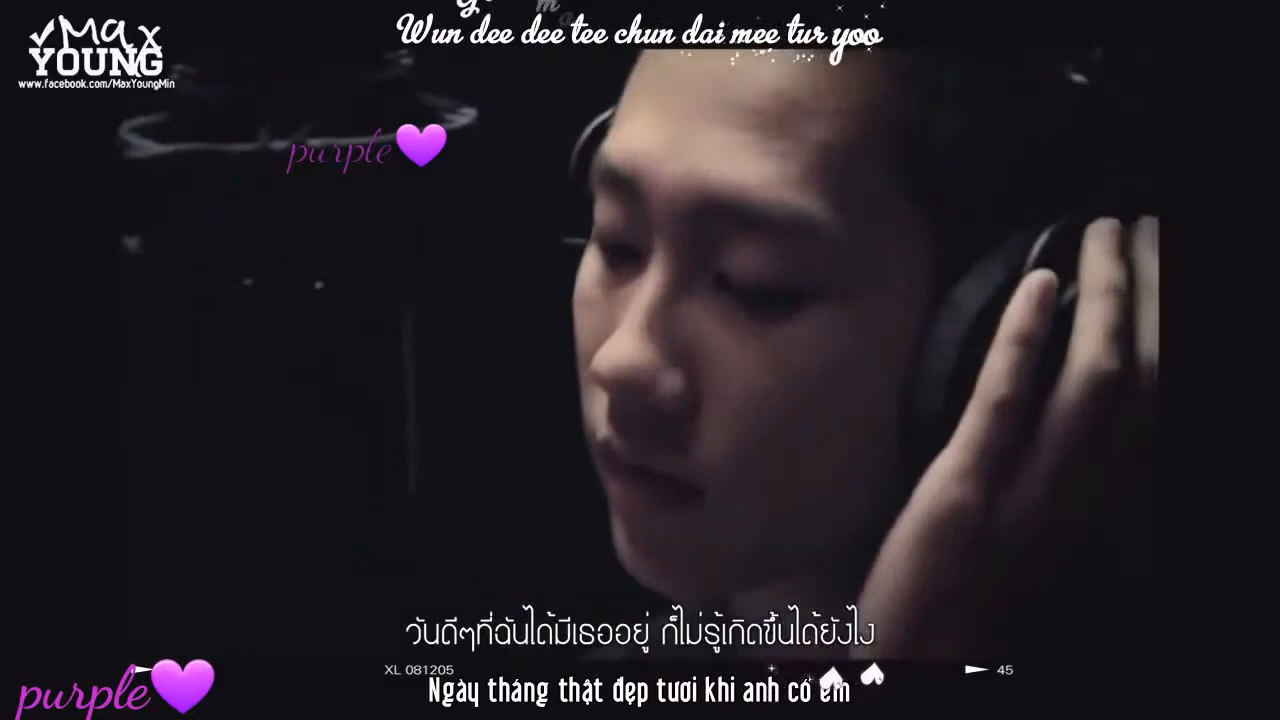 Max
YOUNG
www.facebook.com/MaxYoungMin
Wun dee dee tee chun dai mee tur yoo
purple
วันดีๆที่ฉันได้มีเธออยู่ ก็ไม่รู้เกิดขึ้นได้ยังไง
XL 081205
45
Ngày tháng thật đẹp tươi khi anh có em
purple